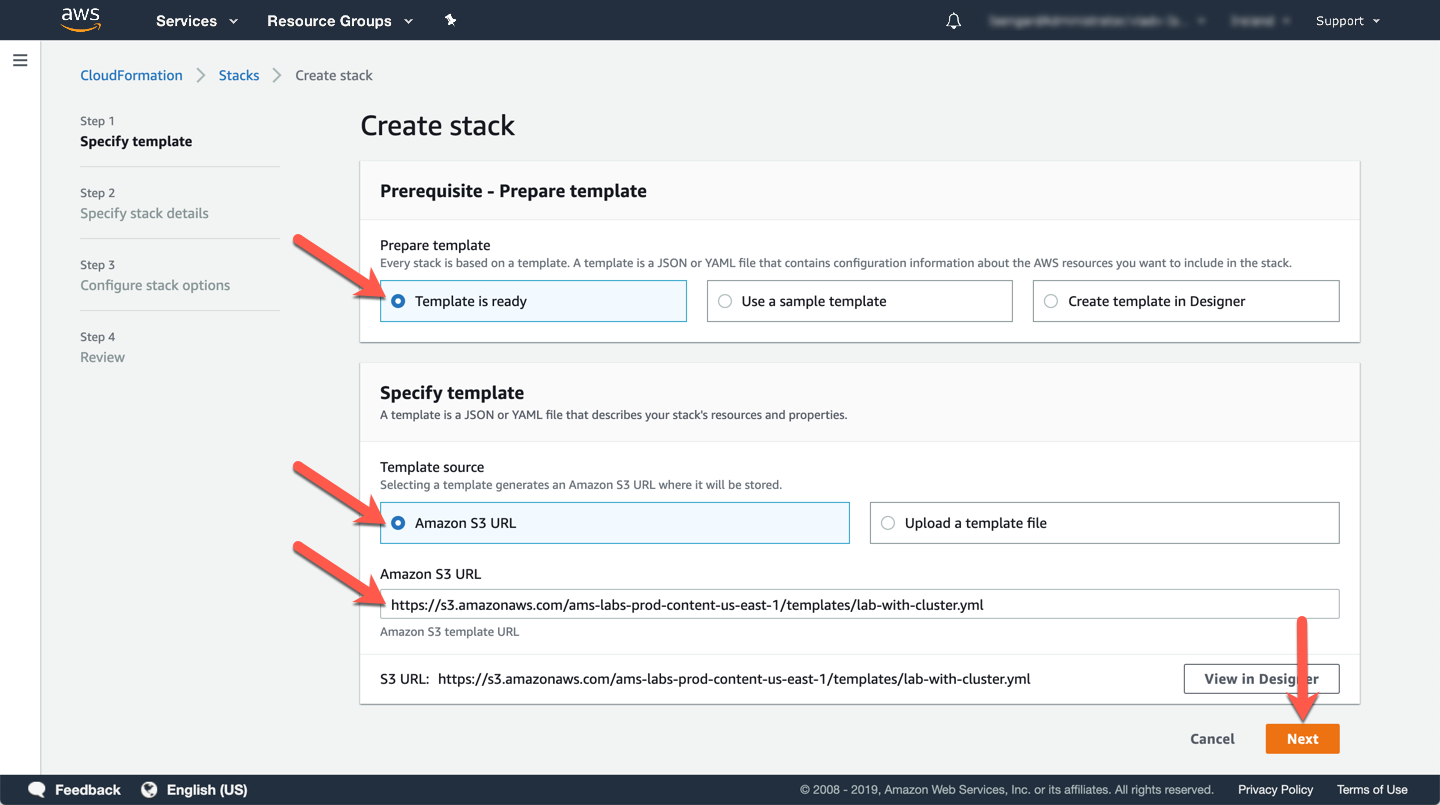 aws Services Resource Groups Support
CloudFormation Stacks Create stack
Step 1
Specify template
Step 2
Specify stack details
Step 3
Configure stack options
Step 4
Review
Create stack
Prerequisite - Prepare template
Prepare template
Every stack is based on a template. A template is a JSON or YAML file that contains configuration information about the AWS resources you want to include in the stack.
Template is ready Use a sample template Create template in Designer
Specify template
A template is a JSON or YAML file that describes your stack's resources and properties.
Template source
Selecting a template generates an Amazon S3 URL where it will be stored.
Amazon S3 URL Upload a template file
Amazon S3 URL
https://s3.amazonaws.com/ams-labs-prod-content-us-east-1/templates/lab-with-cluster.yml
Amazon S3 template URL
S3 URL: https://s3.amazonaws.com/ams-labs-prod-content-us-east-1/templates/lab-with-cluster.yml View in Designer
Cancel Next
Feedback English (US) © 2008 - 2019, Amazon Web Services, Inc. or its affiliates. All rights reserved. Privacy Policy Terms of Use